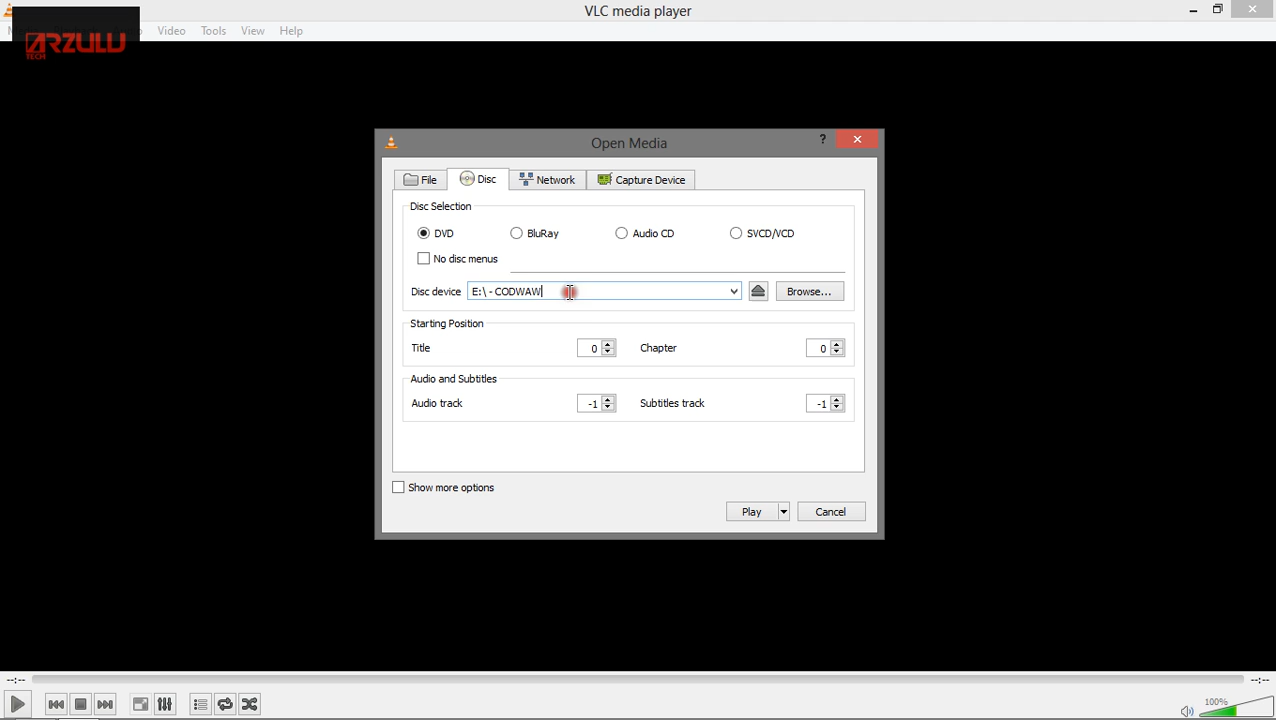 VLC media player
ARZULU
TECH
Video Tools View Help
Open Media
?
File Disc Network Capture Device
Disc Selection
DVD BluRay Audio CD SVCD/VCD
No disc menus
Disc device E:\ - CODWAW Browse...
Starting Position
Title 0 Chapter 0
Audio and Subtitles
Audio track -1 Subtitles track -1
Show more options
Play Cancel
--:-- --:--
100%